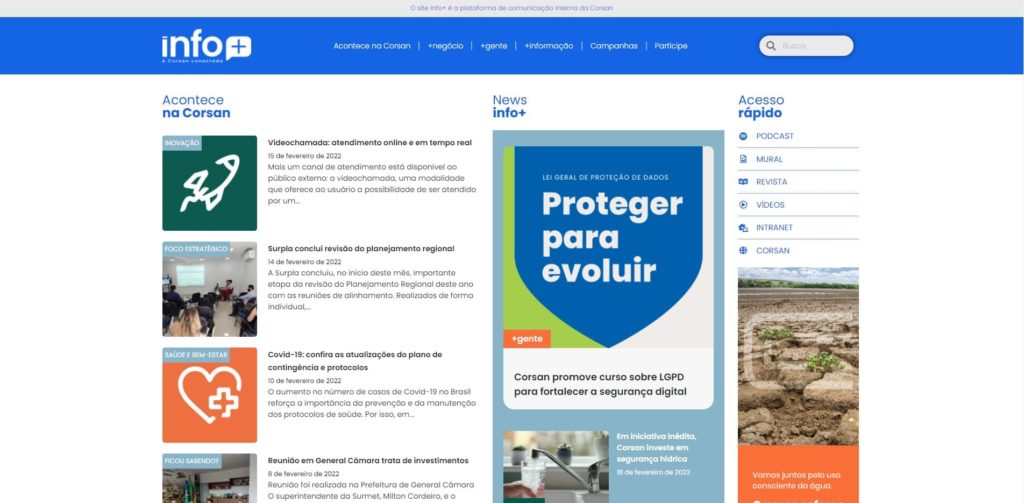 O site Info+ é a plataforma de comunicação interna da Corsan
info+
A Corsan conectada
Acontece na Corsan | +negócio | +gente | +informação | Campanhas | Participe
Busca
Acontece
na Corsan
INOVAÇÃO
Videochamada: atendimento online e em tempo real
15 de fevereiro de 2022
Mais um canal de atendimento está disponível ao
público externo: a videochamada, uma modalidade
que oferece ao usuário a possibilidade de ser atendido
por um...
FOCO ESTRATÉGICO
Surpla conclui revisão do planejamento regional
14 de fevereiro de 2022
A Surpla concluiu, no início deste mês, importante
etapa da revisão do Planejamento Regional deste ano
com as reuniões de alinhamento. Realizados de forma
individual,...
SAÚDE E BEM-ESTAR
Covid-19: confira as atualizações do plano de
contingência e protocolos
10 de fevereiro de 2022
O aumento no número de casos de Covid-19 no Brasil
reforça a importância da prevenção e da manutenção
dos protocolos de saúde. Por isso, em...
FICOU SABENDO?
Reunião em General Câmara trata de investimentos
8 de fevereiro de 2022
Reunião foi realizada na Prefeitura de General Câmara
O superintendente da Surmet, Milton Cordeiro, e o
News
info+
LEI GERAL DE PROTEÇÃO DE DADOS
Proteger
para
evoluir
+gente
Corsan promove curso sobre LGPD
para fortalecer a segurança digital
Em iniciativa inédita,
Corsan investe em
segurança hídrica
18 de fevereiro de 2022
Acesso
rápido
PODCAST
MURAL
REVISTA
VÍDEOS
INTRANET
CORSAN
Vamos juntos pelo uso
consciente da água.